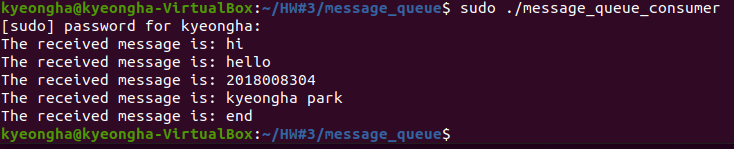 kyeongha@kyeongha-VirtualBox:~/HW#3/message_queue$ sudo ./message_queue_consumer
[sudo] password for kyeongha:
The received message is: hi
The received message is: hello
The received message is: 2018008304
The received message is: kyeongha park
The received message is: end
kyeongha@kyeongha-VirtualBox:~/HW#3/message_queue$